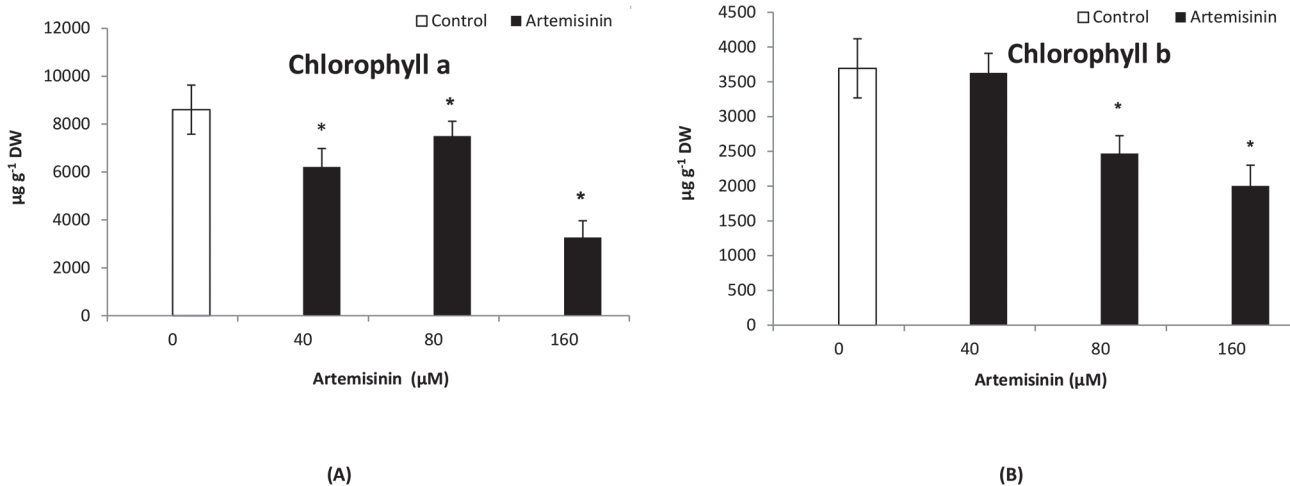 Control Artemisinin
Chlorophyll a
12000
10000
8000
6000
4000
2000
0
µg g-1 DW
* * *
0 40 80 160
Artemisinin (µM)
(A)
Control Artemisinin
Chlorophyll b
4500
4000
3500
3000
2500
2000
1500
1000
500
0
µg g-1 DW
* *
0 40 80 160
Artemisinin (µM)
(B)